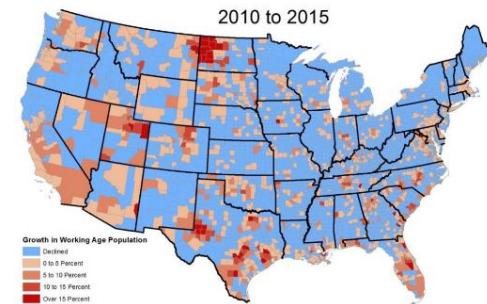 2010 to 2015
Growth in Working Age Population
Declined
0 to 5 Percent
5 to 10 Percent
10 to 15 Percent
Over 15 Percent